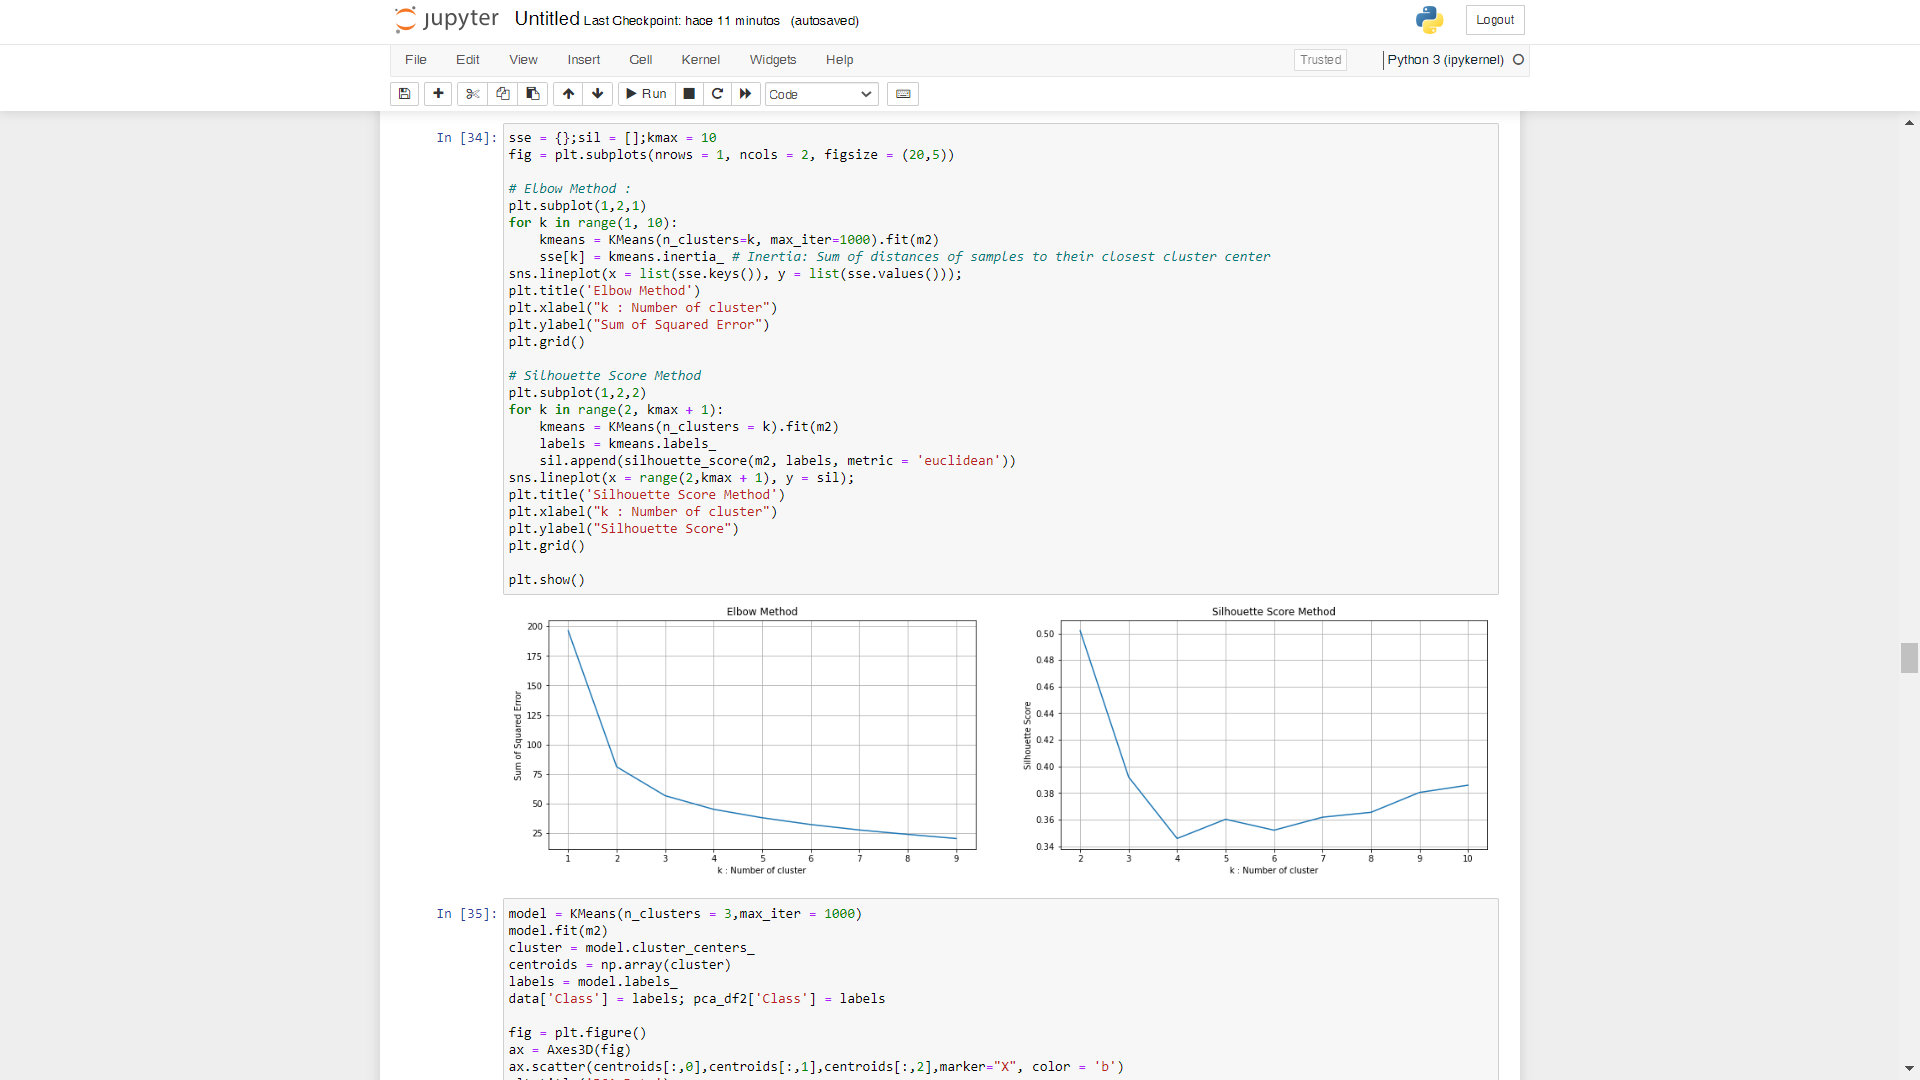 jupyter Untitled Last Checkpoint: hace 11 minutos (autosaved) Logout
File Edit View Insert Cell Kernel Widgets Help Trusted Python 3 (ipykernel)
Run Code
In [34]:
sse = {};sil = [];kmax = 10
fig = plt.subplots(nrows = 1, ncols = 2, figsize = (20,5))
# Elbow Method :
plt.subplot(1,2,1)
for k in range(1, 10):
    kmeans = KMeans(n_clusters=k, max_iter=1000).fit(m2)
    sse[k] = kmeans.inertia_ # Inertia: Sum of distances of samples to their closest cluster center
sns.lineplot(x = list(sse.keys()), y = list(sse.values()));
plt.title('Elbow Method')
plt.xlabel("k : Number of cluster")
plt.ylabel("Sum of Squared Error")
plt.grid()
# Silhouette Score Method
plt.subplot(1,2,2)
for k in range(2, kmax + 1):
    kmeans = KMeans(n_clusters = k).fit(m2)
    labels = kmeans.labels_
    sil.append(silhouette_score(m2, labels, metric = 'euclidean'))
sns.lineplot(x = range(2,kmax + 1), y = sil);
plt.title('Silhouette Score Method')
plt.xlabel("k : Number of cluster")
plt.ylabel("Silhouette Score")
plt.grid()
plt.show()
Elbow Method
Sum of Squared Error
200
175
150
125
100
75
50
25
1 2 3 4 5 6 7 8 9
k : Number of cluster
Silhouette Score Method
Silhouette Score
0.50
0.48
0.46
0.44
0.42
0.40
0.38
0.36
0.34
2 3 4 5 6 7 8 9 10
k : Number of cluster
In [35]:
model = KMeans(n_clusters = 3,max_iter = 1000)
model.fit(m2)
cluster = model.cluster_centers_
centroids = np.array(cluster)
labels = model.labels_
data['Class'] = labels; pca_df2['Class'] = labels
fig = plt.figure()
ax = Axes3D(fig)
ax.scatter(centroids[:,0],centroids[:,1],centroids[:,2],marker="X", color = 'b')